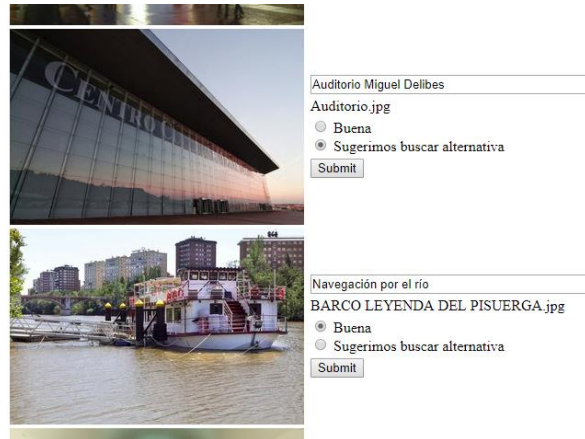 CENTRO
Auditorio Miguel Delibes
Auditorio.jpg
Buena
Sugerimos buscar alternativa
Submit
Navegación por el río
BARCO LEYENDA DEL PISUERGA.jpg
Buena
Sugerimos buscar alternativa
Submit